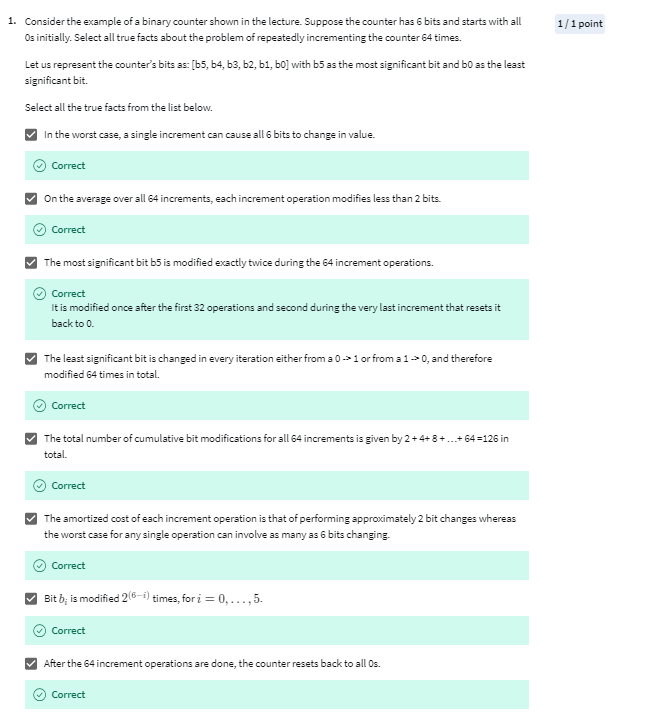 1. Consider the example of a binary counter shown in the lecture. Suppose the counter has 6 bits and starts with all
1 / 1 point
0s initially. Select all true facts about the problem of repeatedly incrementing the counter 64 times.
Let us represent the counter's bits as: [b5, b4, b3, b2, b1, b0] with b5 as the most significant bit and b0 as the least
significant bit.
Select all the true facts from the list below.
In the worst case, a single increment can cause all 6 bits to change in value.
Correct
On the average over all 64 increments, each increment operation modifies less than 2 bits.
Correct
The most significant bit b5 is modified exactly twice during the 64 increment operations.
Correct
It is modified once after the first 32 operations and second during the very last increment that resets it
back to 0.
The least significant bit is changed in every iteration either from a 0 -> 1 or from a 1 -> 0, and therefore
modified 64 times in total.
Correct
The total number of cumulative bit modifications for all 64 increments is given by 2 + 4+ 8 + ...+ 64 =126 in
total.
Correct
The amortized cost of each increment operation is that of performing approximately 2 bit changes whereas
the worst case for any single operation can involve as many as 6 bits changing.
Correct
Bit b_i is modified 2^(6−i) times, for i = 0, . . . , 5.
Correct
After the 64 increment operations are done, the counter resets back to all 0s.
Correct